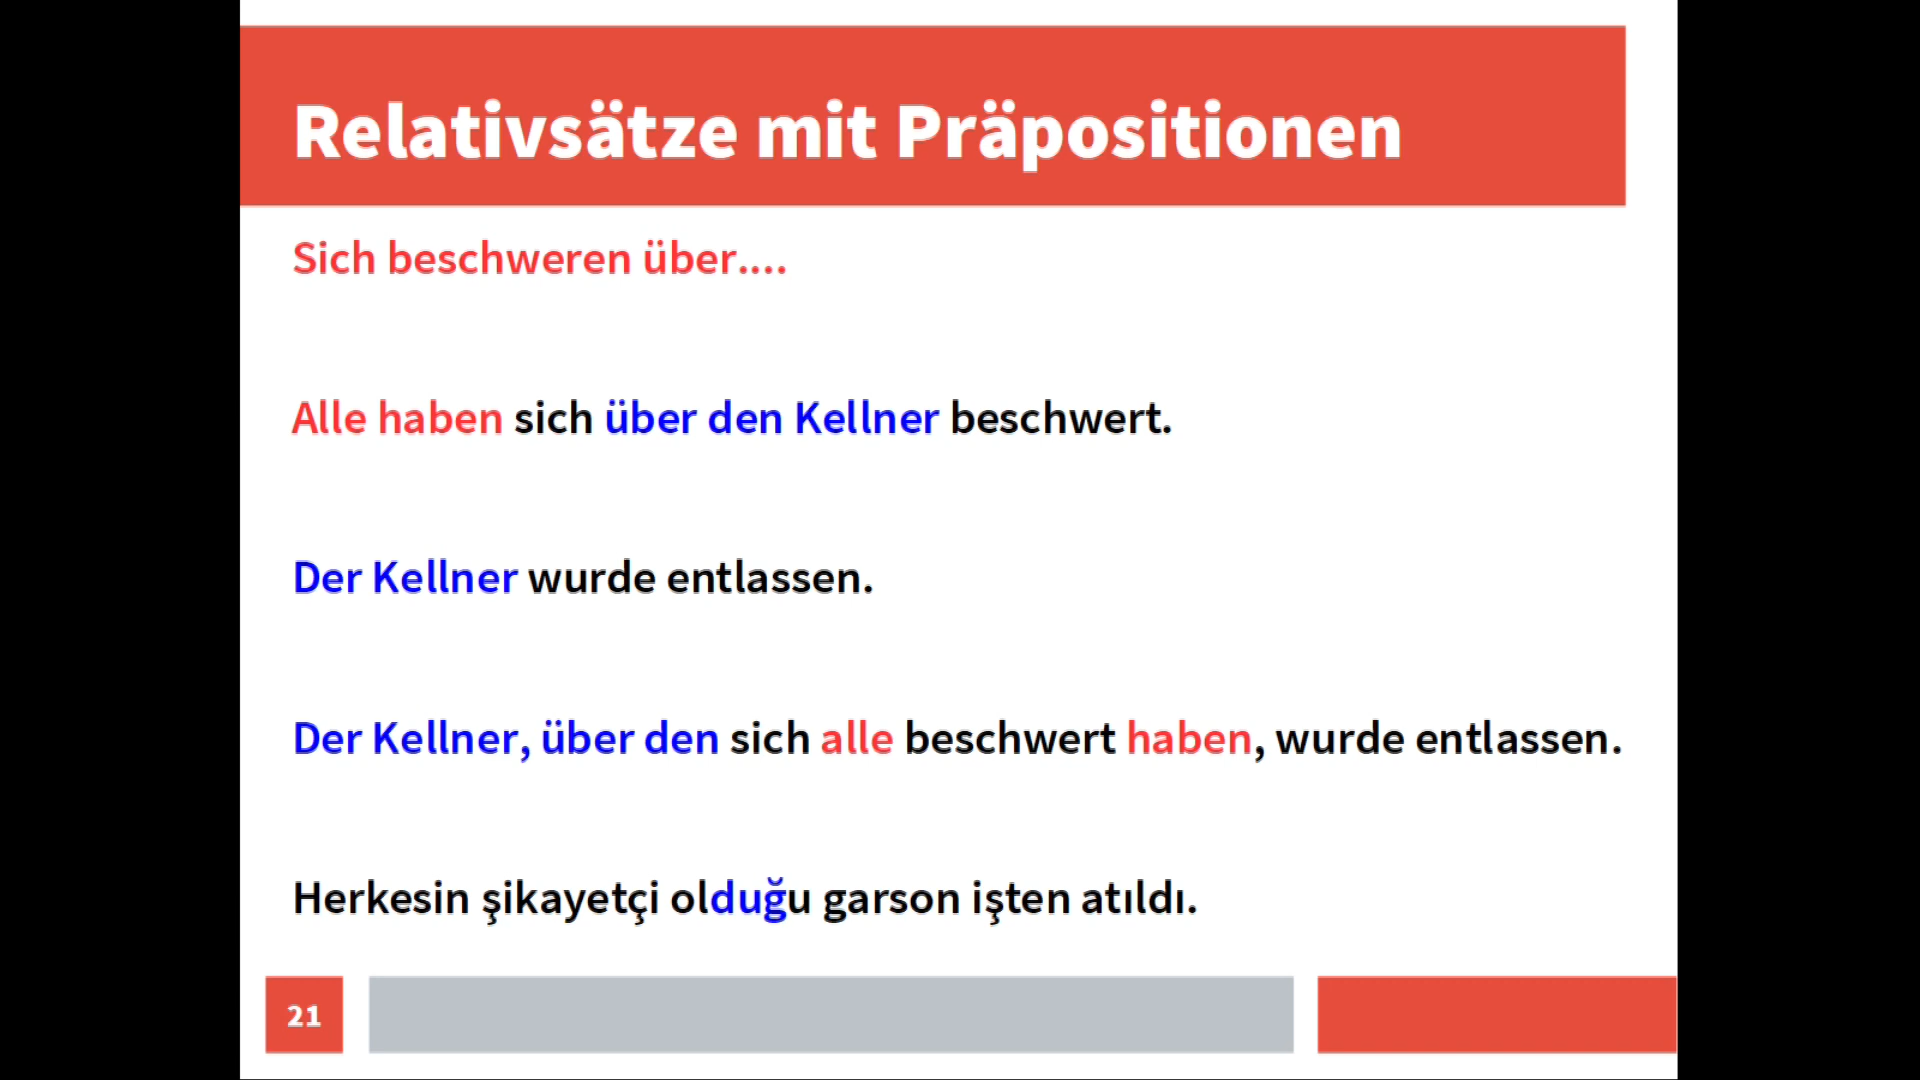 Relativsätze mit Präpositionen
Sich beschweren über....
Alle haben sich über den Kellner beschwert.
Der Kellner wurde entlassen.
Der Kellner, über den sich alle beschwert haben, wurde entlassen.
Herkesin şikayetçi olduğu garson işten atıldı.
21